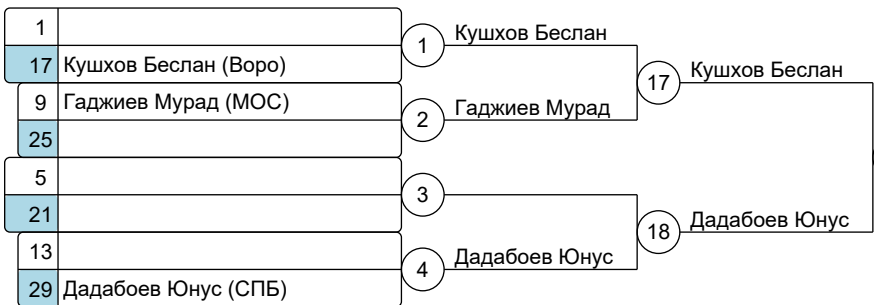 1
17 Кушхов Беслан (Воро)
9 Гаджиев Мурад (МОС)
25
5
21
13
29 Дадабоев Юнус (СПБ)
1 Кушхов Беслан
2 Гаджиев Мурад
3
4 Дадабоев Юнус
17 Кушхов Беслан
18 Дадабоев Юнус